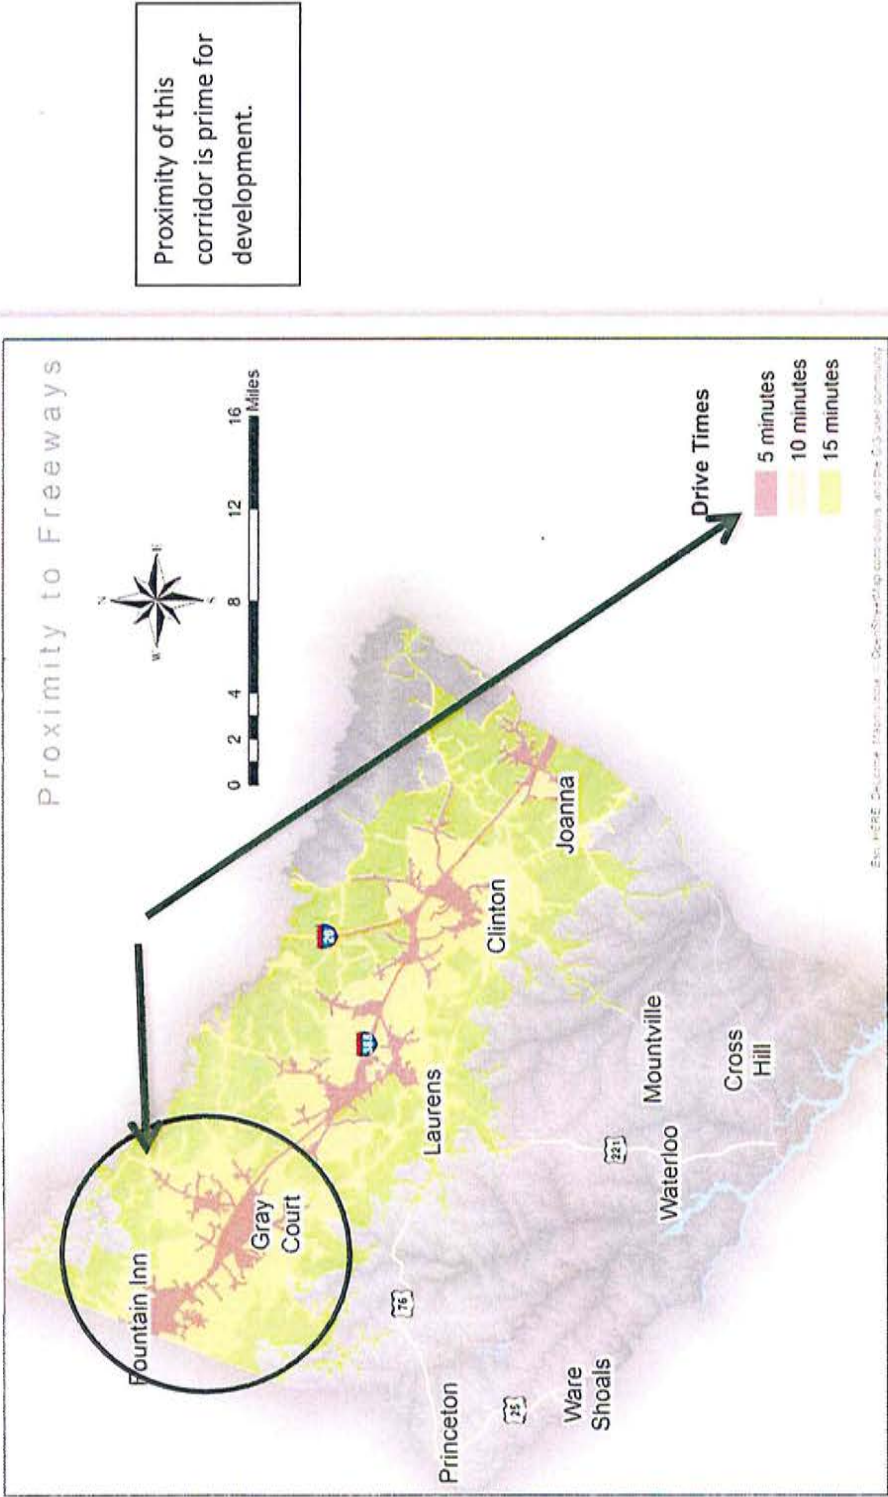 Proximity to Freeways
N
W
E
S
0 2 4 8 12 16
Miles
Fountain Inn
Gray
Court
Laurens
Clinton
Joanna
26
385
76
25
221
Princeton
Ware
Shoals
Waterloo
Mountville
Cross
Hill
Drive Times
5 minutes
10 minutes
15 minutes
Proximity of this
corridor is prime for
development.